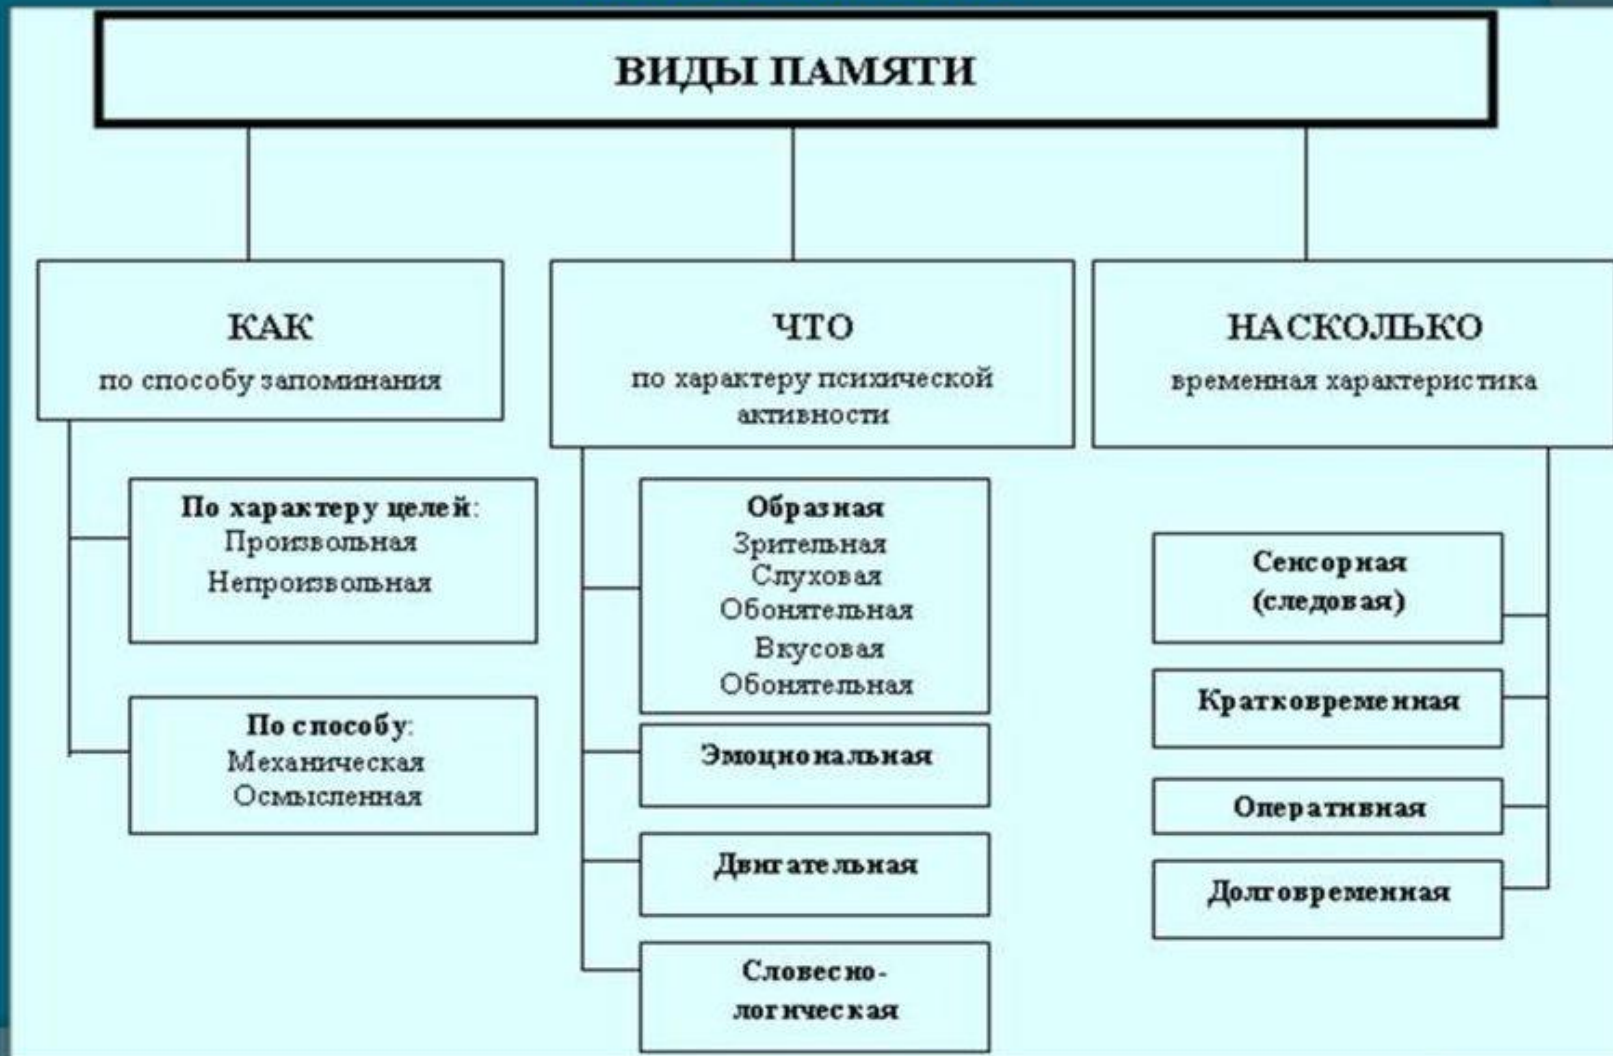 ВИДЫ ПАМЯТИ
КАК
по способу запоминания
По характеру целей:
Произвольная
Непроизвольная
По способу:
Механическая
Осмысленная
ЧТО
по характеру психической
активности
Образная
Зрительная
Слуховая
Обонятельная
Вкусовая
Обонятельная
Эмоциональная
Двигательная
Словесно-
логическая
НАСКОЛЬКО
временная характеристика
Сенсорная
(следовая)
Кратковременная
Оперативная
Долговременная